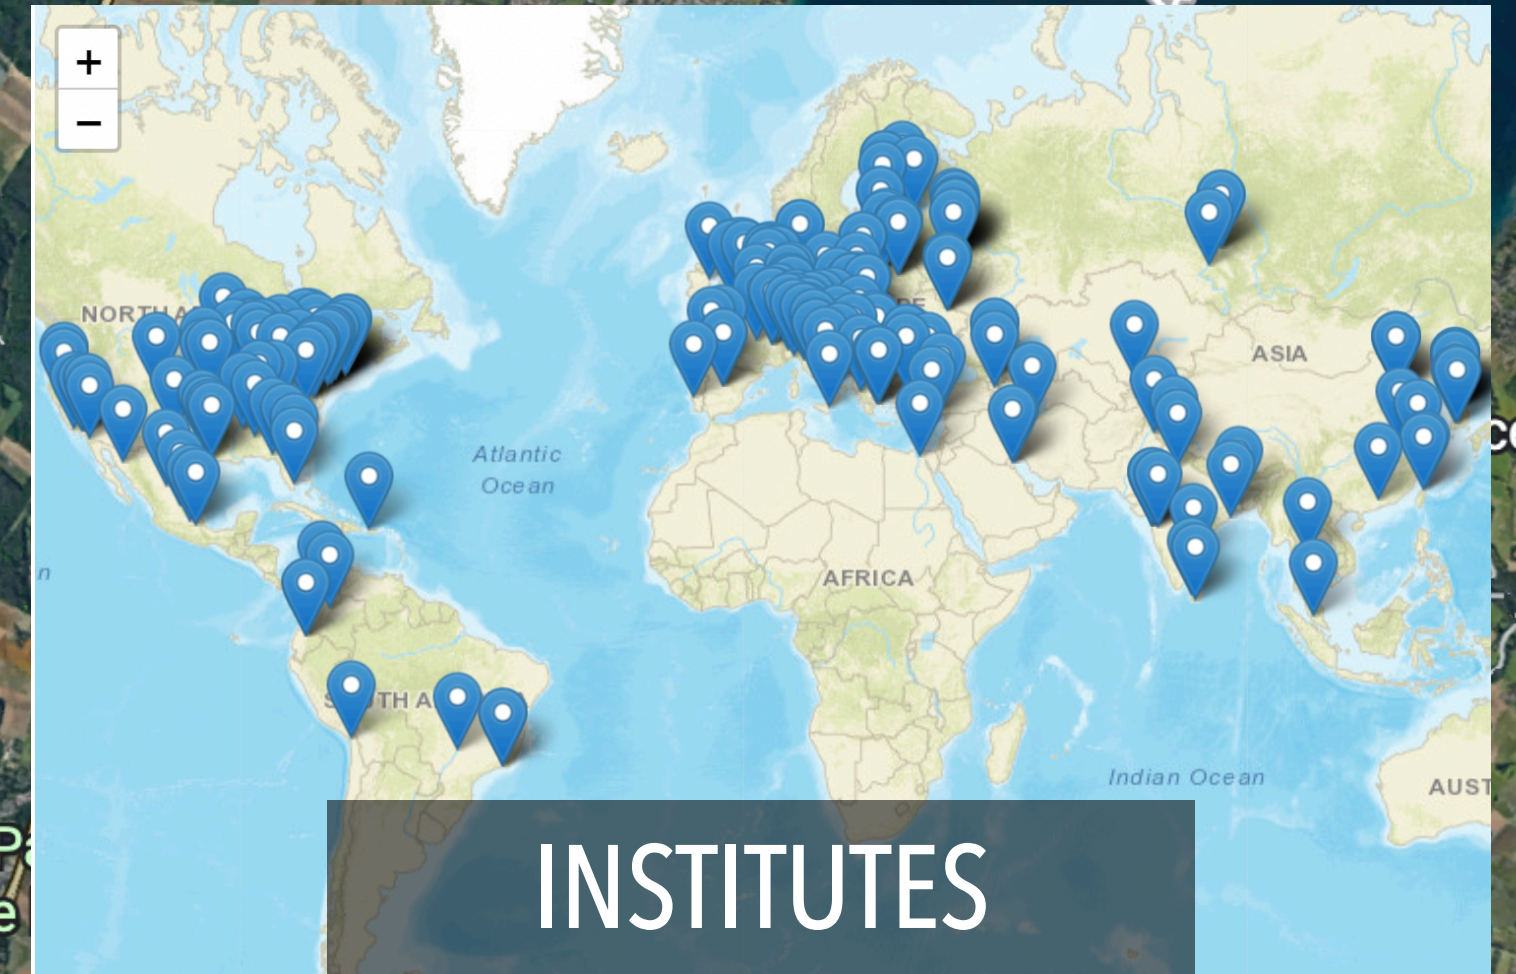 +
−
NORTH A
Atlantic
Ocean
ASIA
AFRICA
Indian Ocean
AUST
INSTITUTES